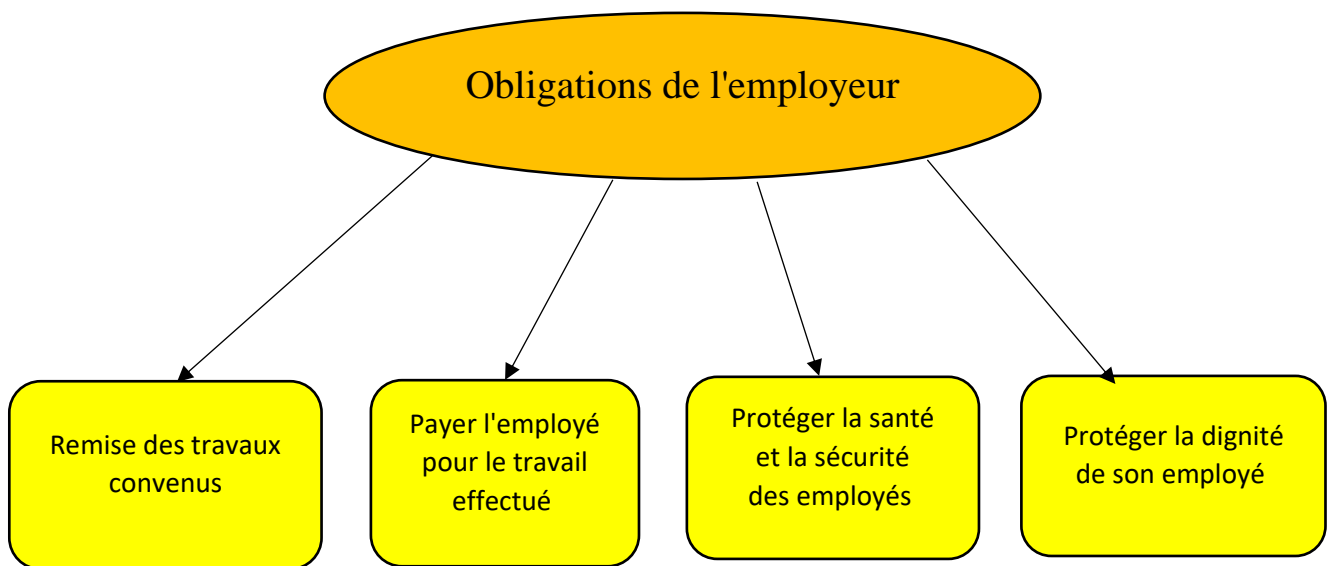 Obligations de l'employeur
Remise des travaux
convenus
Payer l'employé
pour le travail
effectué
Protéger la santé
et la sécurité
des employés
Protéger la dignité
de son employé